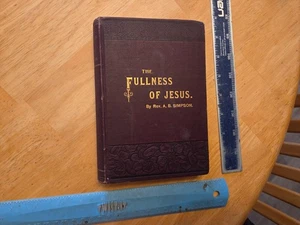 THE
FULLNESS
OF JESUS.
By Rev. A. B. SIMPSON.